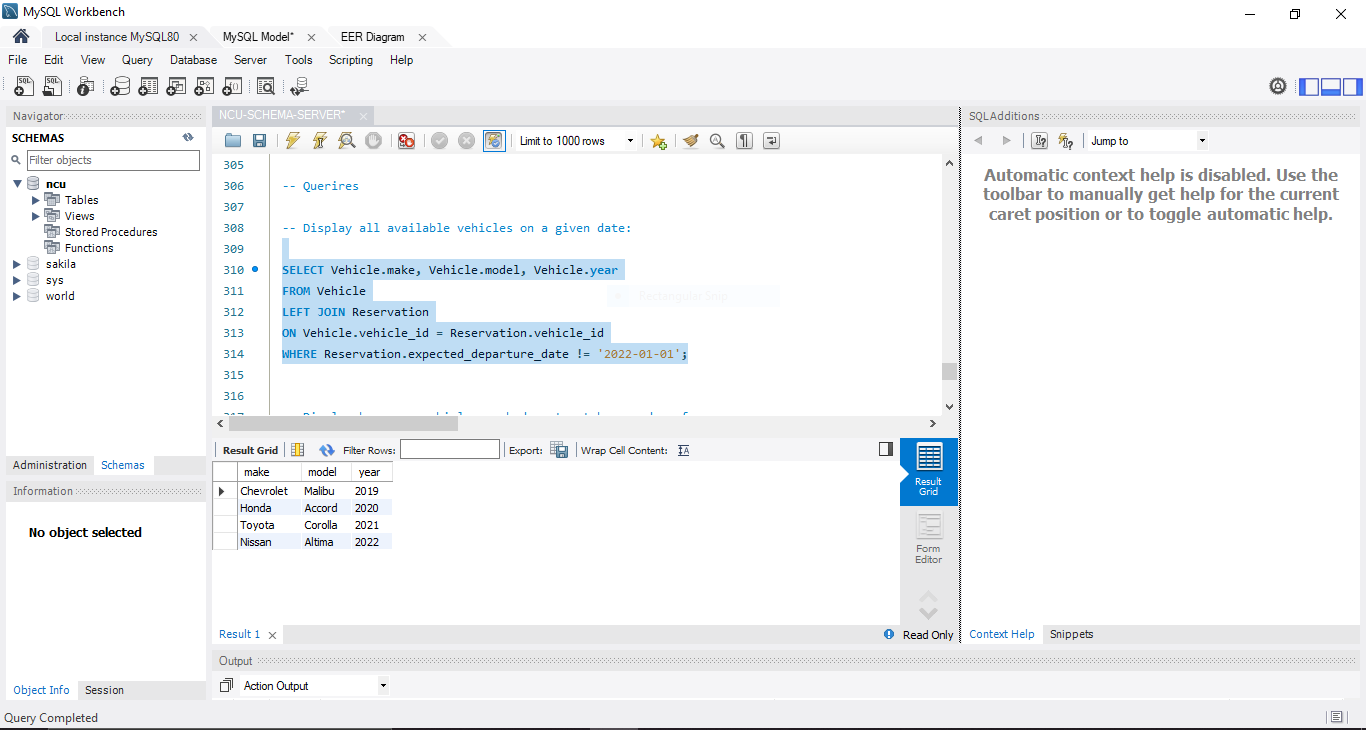 MySQL Workbench
Local instance MySQL80 MySQL Model* EER Diagram
File Edit View Query Database Server Tools Scripting Help
Navigator
SCHEMAS
Filter objects
ncu
Tables
Views
Stored Procedures
Functions
sakila
sys
world
Administration Schemas
Information
No object selected
Object Info Session
NCU-SCHEMA-SERVER*
Limit to 1000 rows
305
306 -- Querires
307
308 -- Display all available vehicles on a given date:
309
310 SELECT Vehicle.make, Vehicle.model, Vehicle.year
311 FROM Vehicle
312 LEFT JOIN Reservation
313 ON Vehicle.vehicle_id = Reservation.vehicle_id
314 WHERE Reservation.expected_departure_date != '2022-01-01';
315
316
Rectangular Snip
Result Grid Filter Rows: Export: Wrap Cell Content:
make model year
Chevrolet Malibu 2019
Honda Accord 2020
Toyota Corolla 2021
Nissan Altima 2022
Result Grid
Form Editor
Result 1 Read Only
SQLAdditions
Jump to
Automatic context help is disabled. Use the
toolbar to manually get help for the current
caret position or to toggle automatic help.
Context Help Snippets
Output
Action Output
Query Completed